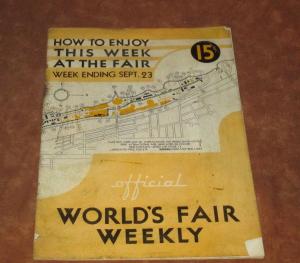 HOW TO ENJOY
THIS WEEK
AT THE FAIR
WEEK ENDING SEPT. 23
15¢
official
WORLD'S FAIR
WEEKLY